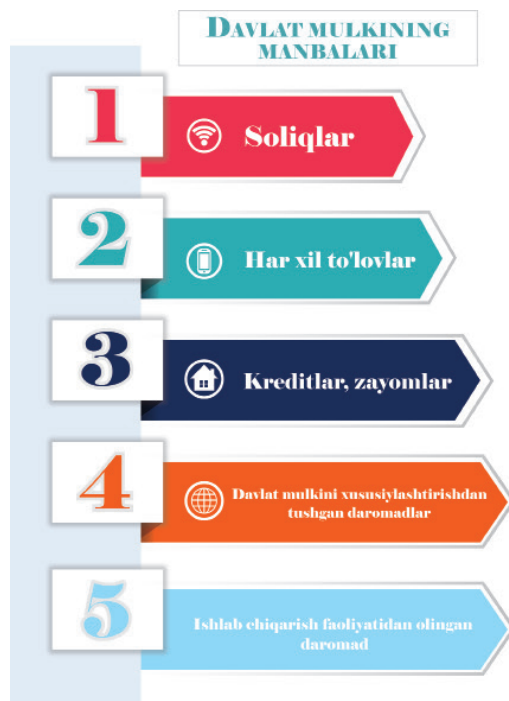 DAVLAT MULKINING
MANBALARI
1
Soliqlar
2
Har xil to'lovlar
3
Kreditlar, zayomlar
4
Davlat mulkini xususiylashtirishdan
tushgan daromadlar
5
Ishlab chiqarish faoliyatidan olingan
daromad